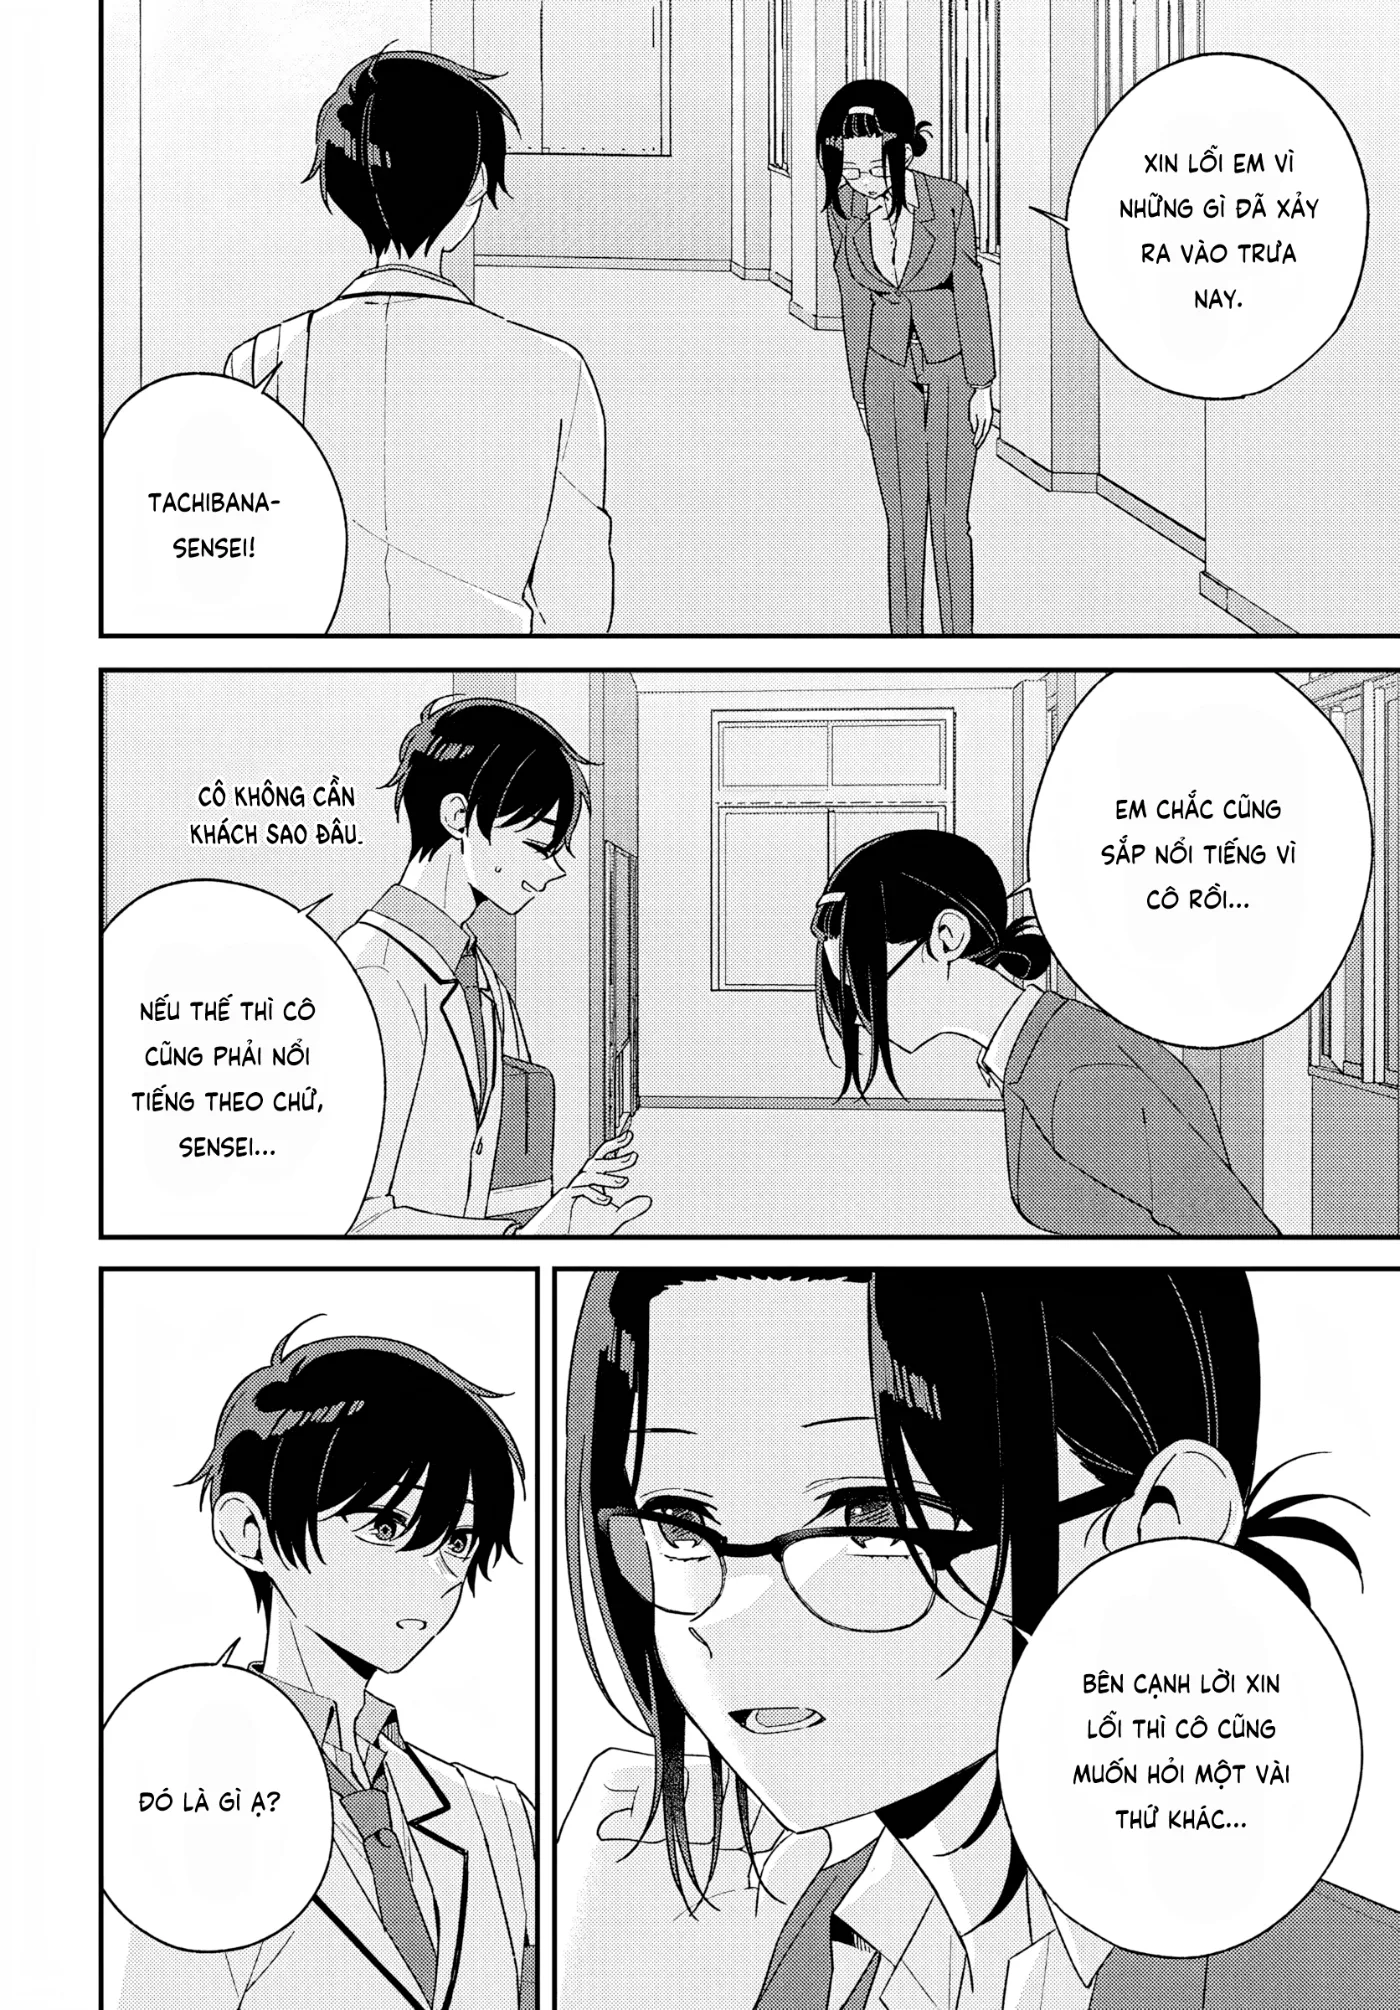 XIN LỖI EM VÌ
NHỮNG GÌ ĐÃ XẢY
RA VÀO TRƯA
NAY.
TACHIBANA-
SENSEI!
EM CHẮC CŨNG
SẮP NỔI TIẾNG VÌ
CÔ RỒI...
CÔ KHÔNG CẦN
KHÁCH SAO ĐÂU.
NẾU THẾ THÌ CÔ
CŨNG PHẢI NỔI
TIẾNG THEO CHỨ,
SENSEI...
BÊN CẠNH LỜI XIN
LỖI THÌ CÔ CŨNG
MUỐN HỎI MỘT VÀI
THỨ KHÁC...
ĐÓ LÀ GÌ Ạ?